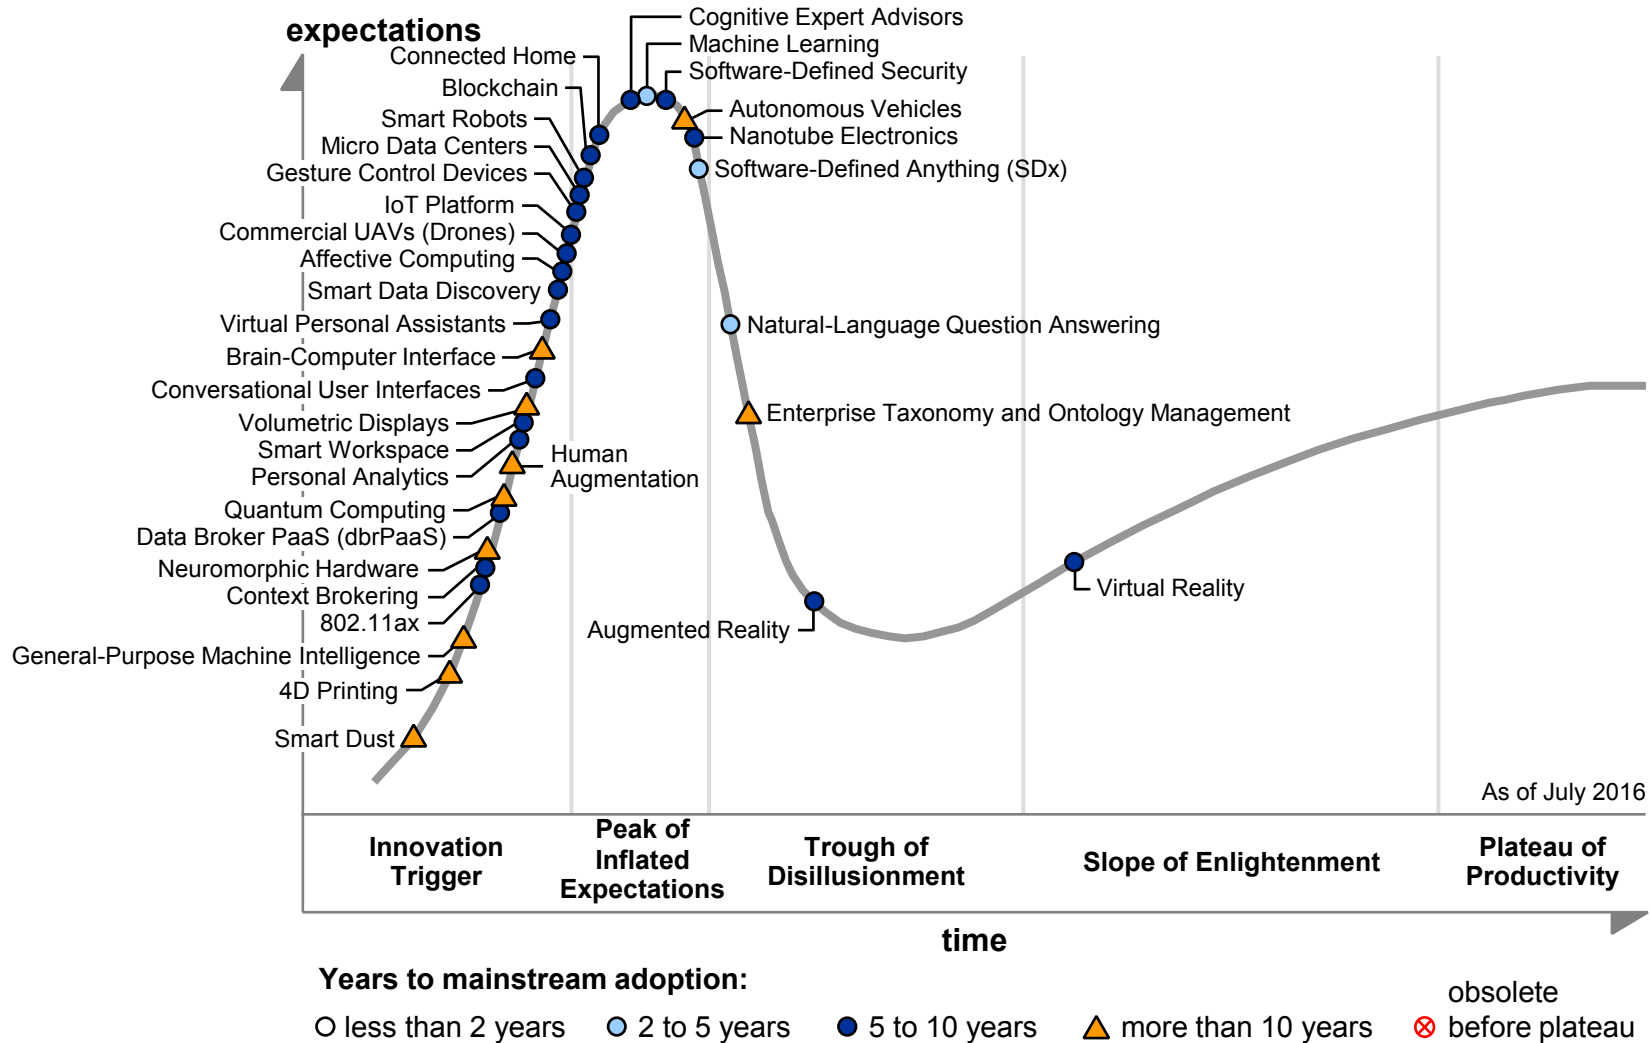 expectations
Cognitive Expert Advisors
Machine Learning
Connected Home
Software-Defined Security
Blockchain
Autonomous Vehicles
Smart Robots
Nanotube Electronics
Micro Data Centers
Software-Defined Anything (SDx)
Gesture Control Devices
IoT Platform
Commercial UAVs (Drones)
Affective Computing
Smart Data Discovery
Virtual Personal Assistants
Natural-Language Question Answering
Brain-Computer Interface
Conversational User Interfaces
Enterprise Taxonomy and Ontology Management
Volumetric Displays
Smart Workspace
Human
Augmentation
Personal Analytics
Quantum Computing
Data Broker PaaS (dbrPaaS)
Neuromorphic Hardware
Context Brokering
Virtual Reality
802.11ax
Augmented Reality
General-Purpose Machine Intelligence
4D Printing
Smart Dust
As of July 2016
Innovation
Trigger
Peak of
Inflated
Expectations
Trough of
Disillusionment
Slope of Enlightenment
Plateau of
Productivity
time
Years to mainstream adoption:
less than 2 years
2 to 5 years
5 to 10 years
more than 10 years
obsolete
before plateau